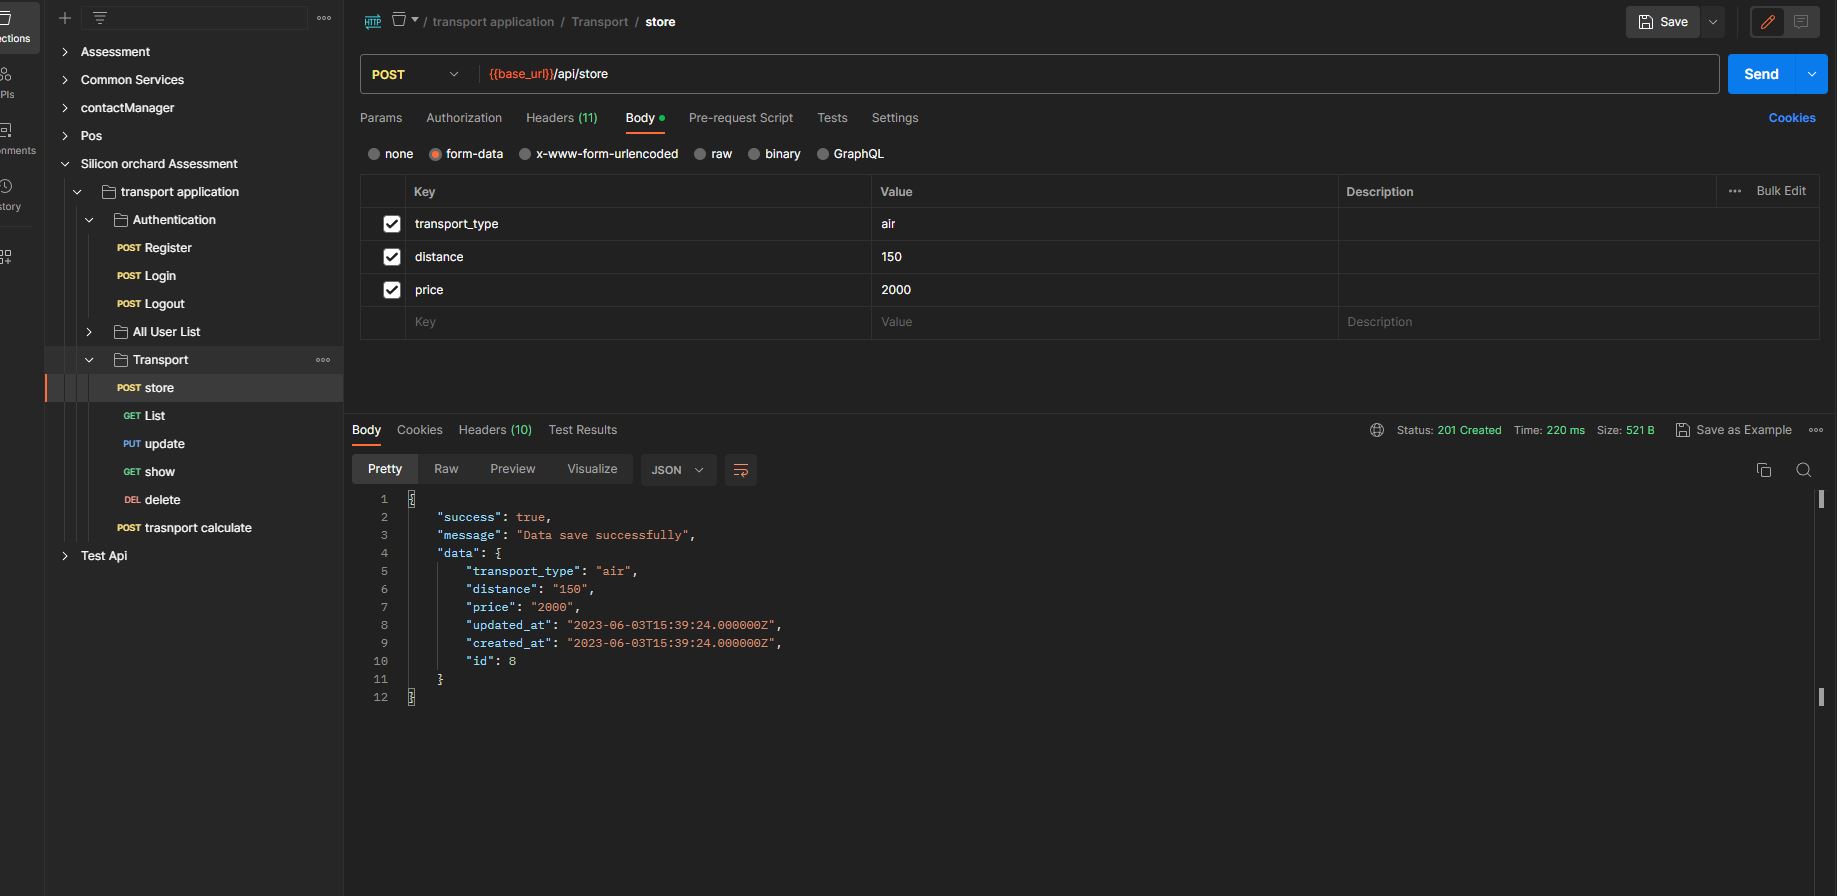 ctions
PIs
onments
story
Assessment
Common Services
contactManager
Pos
Silicon orchard Assessment
transport application
Authentication
POST Register
POST Login
POST Logout
All User List
Transport
POST store
GET List
PUT update
GET show
DEL delete
POST trasnport calculate
Test Api
HTTP / transport application / Transport / store
Save
POST {{base_url}}/api/store
Send
Params Authorization Headers (11) Body Pre-request Script Tests Settings Cookies
none form-data x-www-form-urlencoded raw binary GraphQL
Key Value Description Bulk Edit
transport_type air
distance 150
price 2000
Key Value Description
Body Cookies Headers (10) Test Results Status: 201 Created Time: 220 ms Size: 521 B Save as Example
Pretty Raw Preview Visualize JSON
1 {
2 "success": true,
3 "message": "Data save successfully",
4 "data": {
5 "transport_type": "air",
6 "distance": "150",
7 "price": "2000",
8 "updated_at": "2023-06-03T15:39:24.000000Z",
9 "created_at": "2023-06-03T15:39:24.000000Z",
10 "id": 8
11 }
12 }